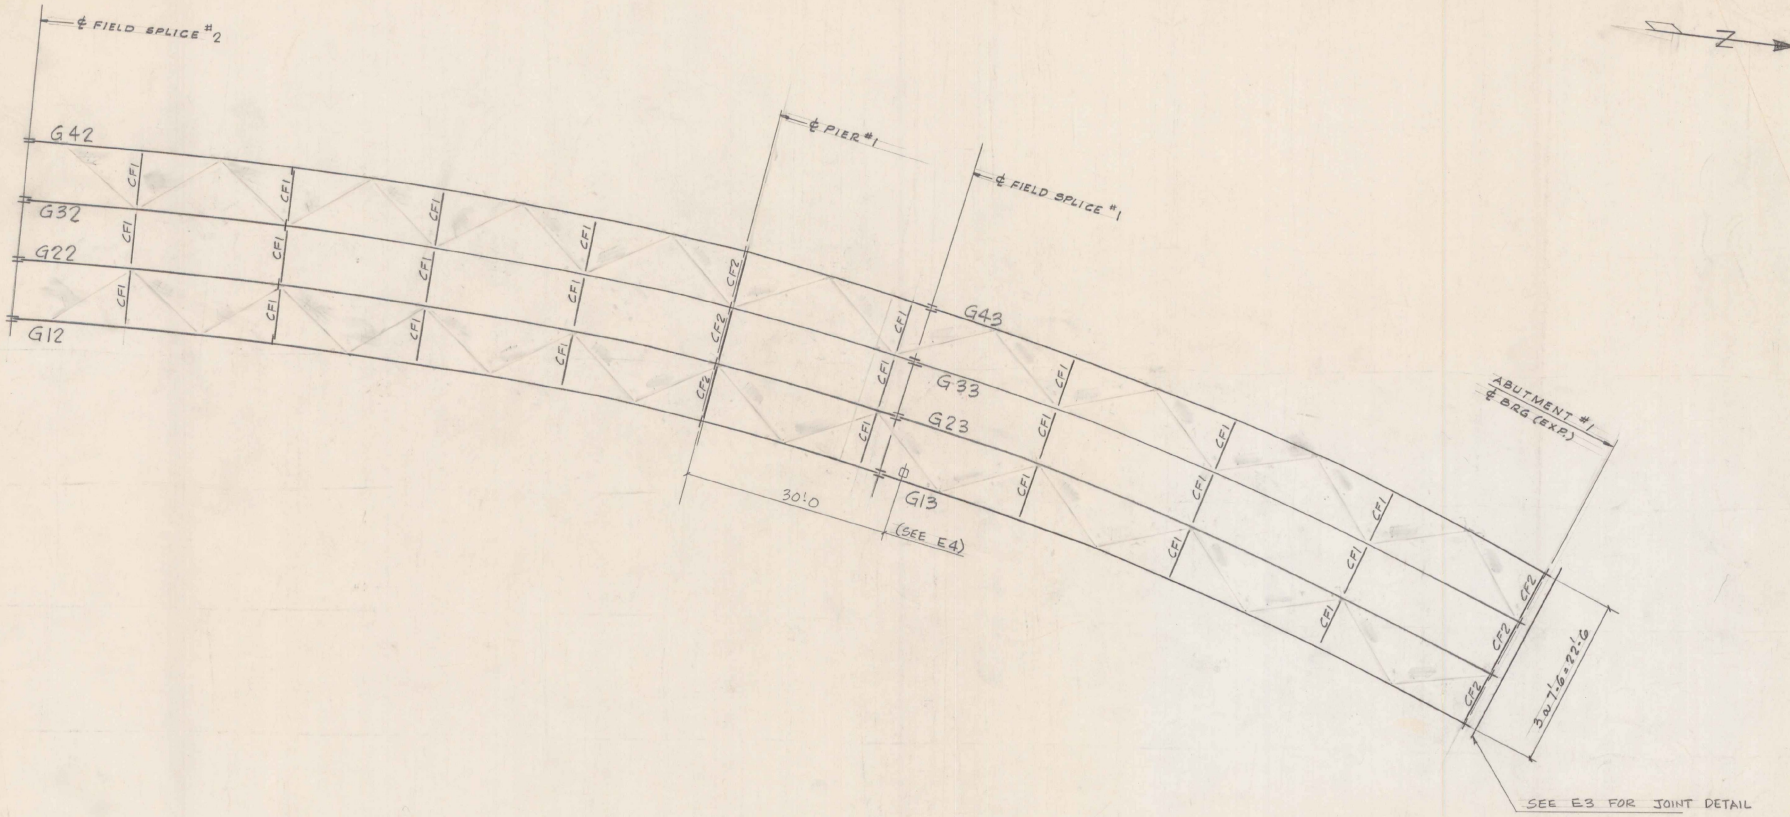 ℄ FIELD SPLICE #2
N
℄ PIER #1
℄ FIELD SPLICE #1
G42
G32
G22
G12
CF1
CF1
CF1
CF1
CF1
CF1
CF1
CF1
CF1
CF1
CF1
CF1
CF2
CF2
CF2
CF1
CF1
CF1
G43
G33
G23
G13
30'-0
(SEE E4)
CF1
CF1
CF1
CF1
CF1
CF1
CF1
CF1
CF1
ABUTMENT #1
℄ BRG (EXP.)
CF2
CF2
CF2
3 @ 7'-6 = 22'-6
SEE E3 FOR JOINT DETAIL